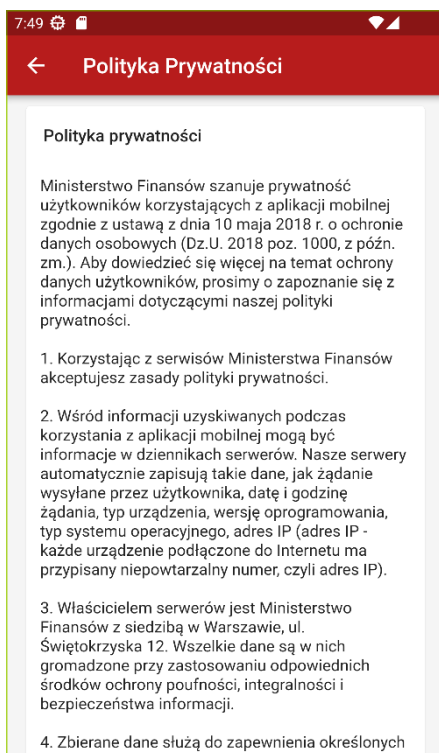 7:49
Polityka Prywatności
Polityka prywatności
Ministerstwo Finansów szanuje prywatność
użytkowników korzystających z aplikacji mobilnej
zgodnie z ustawą z dnia 10 maja 2018 r. o ochronie
danych osobowych (Dz.U. 2018 poz. 1000, z późn.
zm.). Aby dowiedzieć się więcej na temat ochrony
danych użytkowników, prosimy o zapoznanie się z
informacjami dotyczącymi naszej polityki
prywatności.
1. Korzystając z serwisów Ministerstwa Finansów
akceptujesz zasady polityki prywatności.
2. Wśród informacji uzyskiwanych podczas
korzystania z aplikacji mobilnej mogą być
informacje w dziennikach serwerów. Nasze serwery
automatycznie zapisują takie dane, jak żądanie
wysyłane przez użytkownika, datę i godzinę
żądania, typ urządzenia, wersję oprogramowania,
typ systemu operacyjnego, adres IP (adres IP -
każde urządzenie podłączone do Internetu ma
przypisany niepowtarzalny numer, czyli adres IP).
3. Właścicielem serwerów jest Ministerstwo
Finansów z siedzibą w Warszawie, ul.
Świętokrzyska 12. Wszelkie dane są w nich
gromadzone przy zastosowaniu odpowiednich
środków ochrony poufności, integralności i
bezpieczeństwa informacji.
4. Zbierane dane służą do zapewnienia określonych